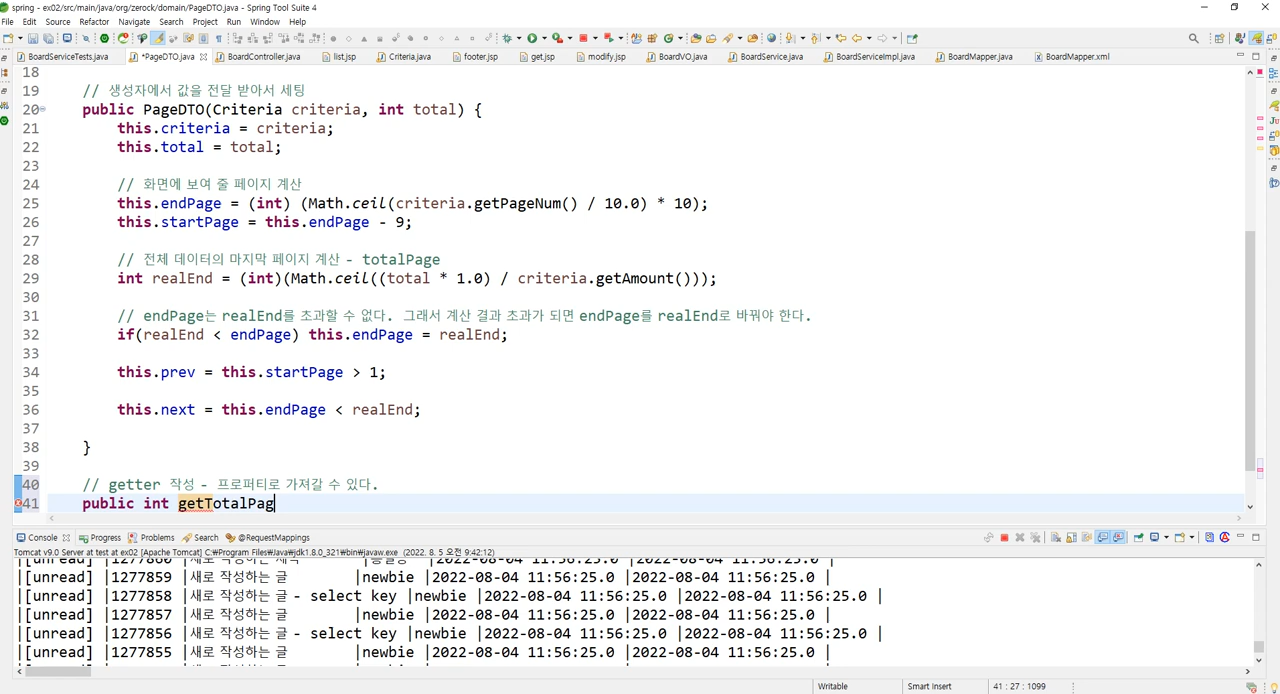 spring - ex02/src/main/java/org/zerock/domain/PageDTO.java - Spring Tool Suite 4
File Edit Source Refactor Navigate Search Project Run Window Help
BoardServiceTests.java *PageDTO.java BoardController.java list.jsp Criteria.java footer.jsp get.jsp modify.jsp BoardVO.java BoardService.java BoardServiceImpl.java BoardMapper.java BoardMapper.xml
18
19 // 생성자에서 값을 전달 받아서 세팅
20 public PageDTO(Criteria criteria, int total) {
21 this.criteria = criteria;
22 this.total = total;
23
24 // 화면에 보여 줄 페이지 계산
25 this.endPage = (int) (Math.ceil(criteria.getPageNum() / 10.0) * 10);
26 this.startPage = this.endPage - 9;
27
28 // 전체 데이터의 마지막 페이지 계산 - totalPage
29 int realEnd = (int)(Math.ceil((total * 1.0) / criteria.getAmount()));
30
31 // endPage는 realEnd를 초과할 수 없다. 그래서 계산 결과 초과가 되면 endPage를 realEnd로 바꿔야 한다.
32 if(realEnd < endPage) this.endPage = realEnd;
33
34 this.prev = this.startPage > 1;
35
36 this.next = this.endPage < realEnd;
37
38 }
39
40 // getter 작성 - 프로퍼티로 가져갈 수 있다.
41 public int getTotalPag
Console Progress Problems Search @RequestMappings
Tomcat v9.0 Server at test at ex02 [Apache Tomcat] C:₩Program Files₩Java₩jdk1.8.0_321₩bin₩javaw.exe (2022. 8. 5 오전 9:42:12)
|[unread] |1277859 |새로 작성하는 글 |newbie |2022-08-04 11:56:25.0 |2022-08-04 11:56:25.0 |
|[unread] |1277858 |새로 작성하는 글 - select key |newbie |2022-08-04 11:56:25.0 |2022-08-04 11:56:25.0 |
|[unread] |1277857 |새로 작성하는 글 |newbie |2022-08-04 11:56:25.0 |2022-08-04 11:56:25.0 |
|[unread] |1277856 |새로 작성하는 글 - select key |newbie |2022-08-04 11:56:25.0 |2022-08-04 11:56:25.0 |
|[unread] |1277855 |새로 작성하는 글 |newbie |2022-08-04 11:56:25.0 |2022-08-04 11:56:25.0 |
Writable Smart Insert 41 : 27 : 1099